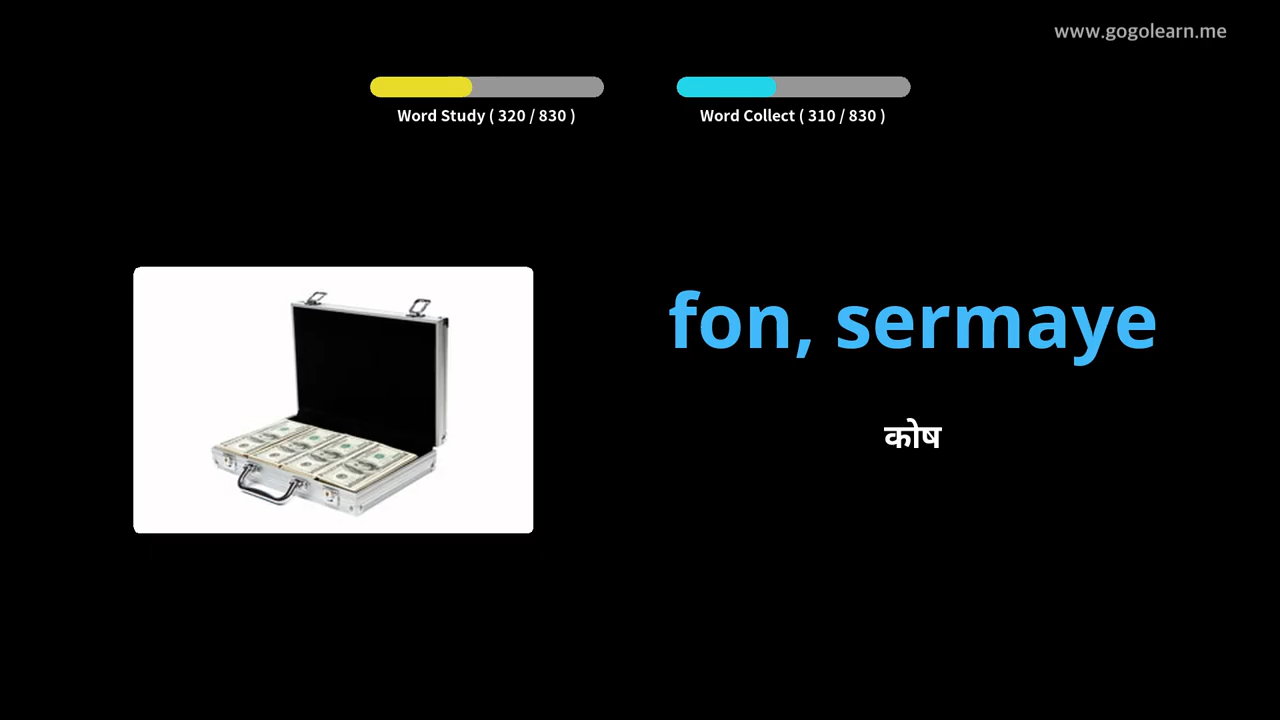 www.gogolearn.me
Word Study ( 320 / 830 )
Word Collect ( 310 / 830 )
fon, sermaye
कोष